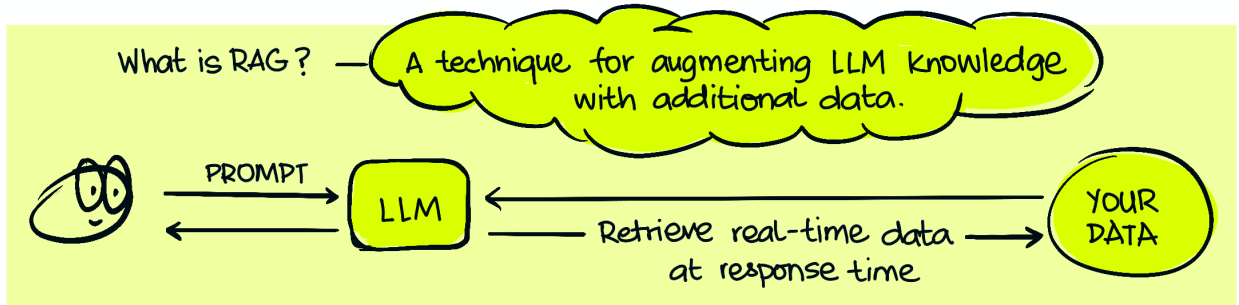 What is RAG?
A technique for augmenting LLM knowledge
with additional data.
PROMPT
LLM
Retrieve real-time data
at response time
YOUR
DATA